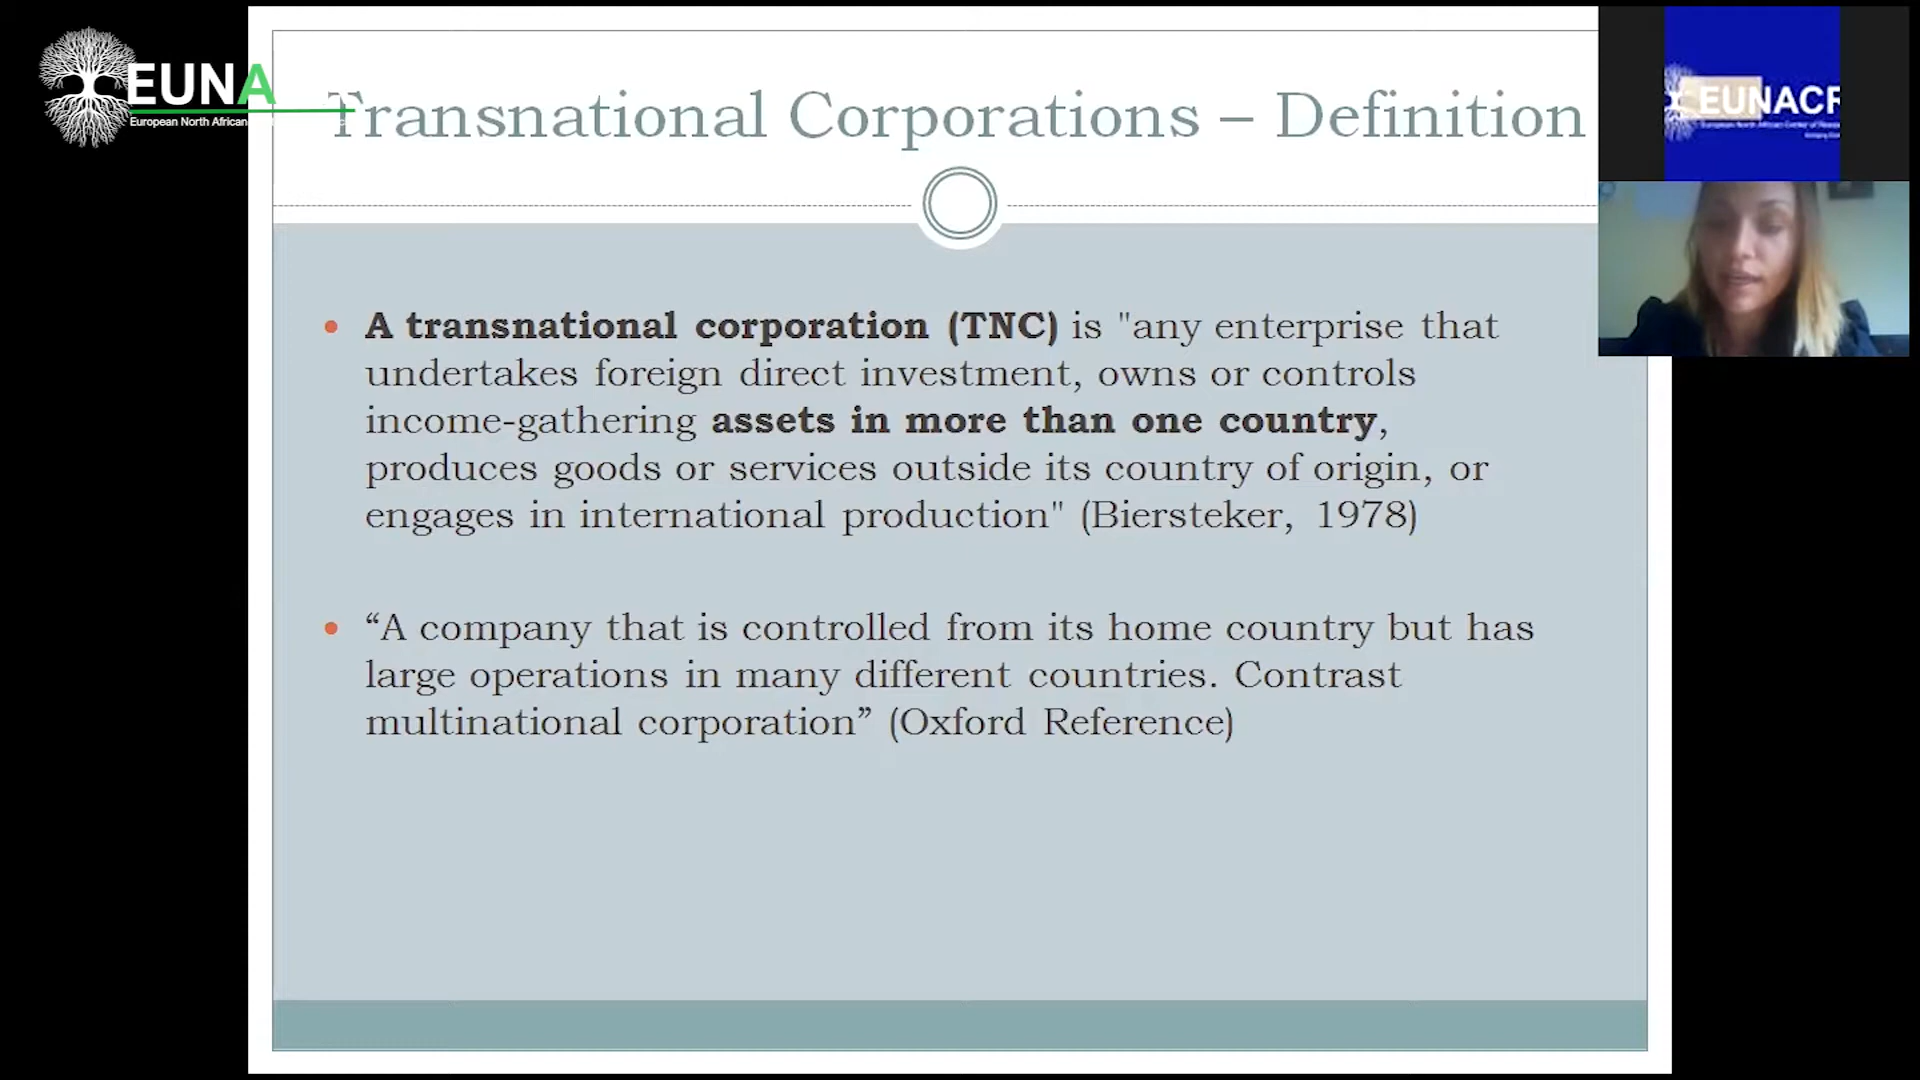 EUNA
European North African
Transnational Corporations – Definition
EUNACR
A transnational corporation (TNC) is "any enterprise that
undertakes foreign direct investment, owns or controls
income-gathering assets in more than one country,
produces goods or services outside its country of origin, or
engages in international production" (Biersteker, 1978)
“A company that is controlled from its home country but has
large operations in many different countries. Contrast
multinational corporation” (Oxford Reference)